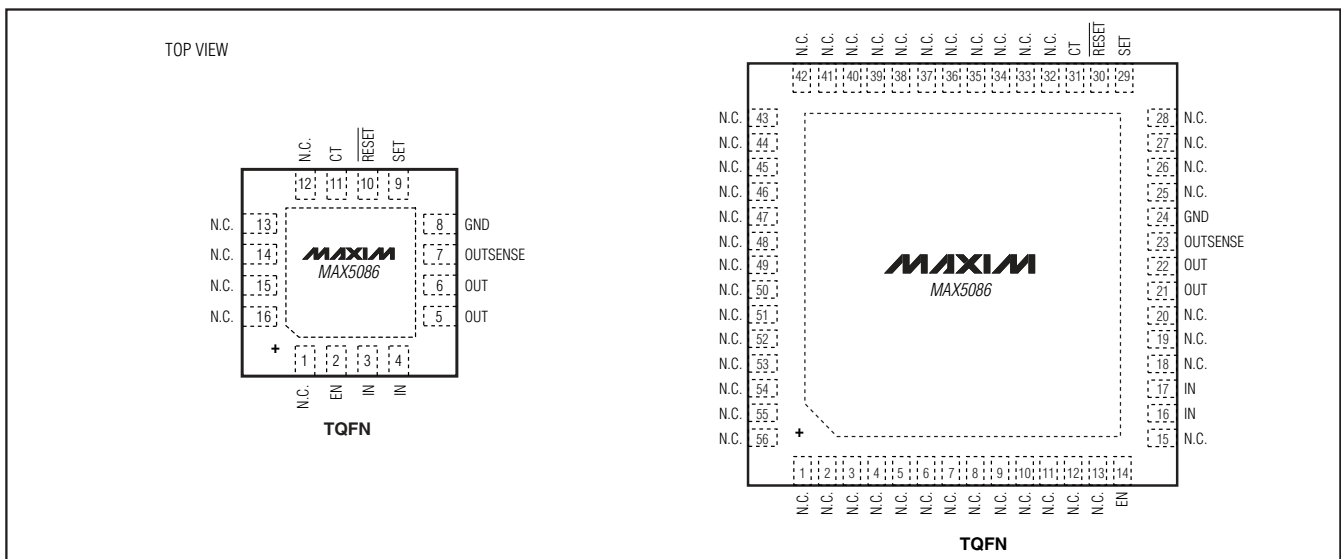 TOP VIEW
N.C. CT RESET SET
12 11 10 9
N.C. 13
N.C. 14
N.C. 15
N.C. 16
MAXIM
MAX5086
8 GND
7 OUTSENSE
6 OUT
5 OUT
+
1 2 3 4
N.C. EN IN IN
TQFN
N.C. N.C. N.C. N.C. N.C. N.C. N.C. N.C. N.C. N.C. N.C. CT RESET SET
42 41 40 39 38 37 36 35 34 33 32 31 30 29
N.C. 43
N.C. 44
N.C. 45
N.C. 46
N.C. 47
N.C. 48
N.C. 49
N.C. 50
N.C. 51
N.C. 52
N.C. 53
N.C. 54
N.C. 55
N.C. 56
MAXIM
MAX5086
28 N.C.
27 N.C.
26 N.C.
25 N.C.
24 GND
23 OUTSENSE
22 OUT
21 OUT
20 N.C.
19 N.C.
18 N.C.
17 IN
16 IN
15 N.C.
+
1 2 3 4 5 6 7 8 9 10 11 12 13 14
N.C. N.C. N.C. N.C. N.C. N.C. N.C. N.C. N.C. N.C. N.C. N.C. N.C. EN
TQFN